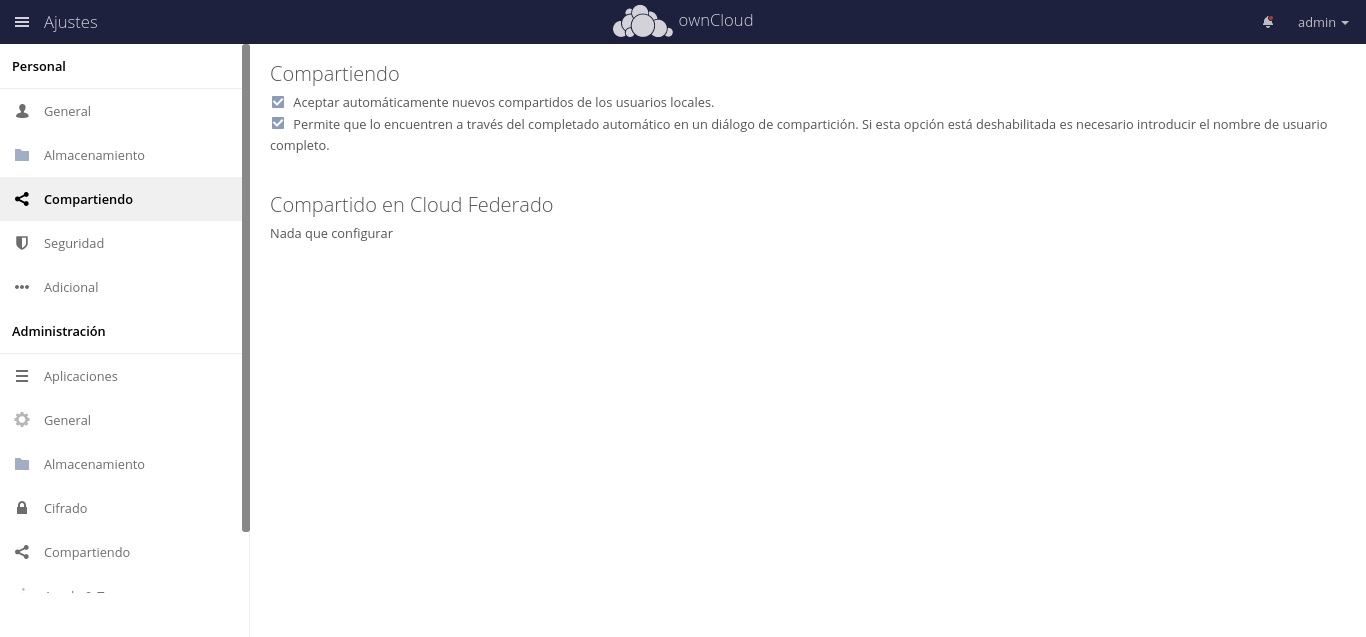 Ajustes
ownCloud
admin
Personal
General
Almacenamiento
Compartiendo
Seguridad
Adicional
Administración
Aplicaciones
General
Almacenamiento
Cifrado
Compartiendo
Compartiendo
Aceptar automáticamente nuevos compartidos de los usuarios locales.
Permite que lo encuentren a través del completado automático en un diálogo de compartición. Si esta opción está deshabilitada es necesario introducir el nombre de usuario
completo.
Compartido en Cloud Federado
Nada que configurar